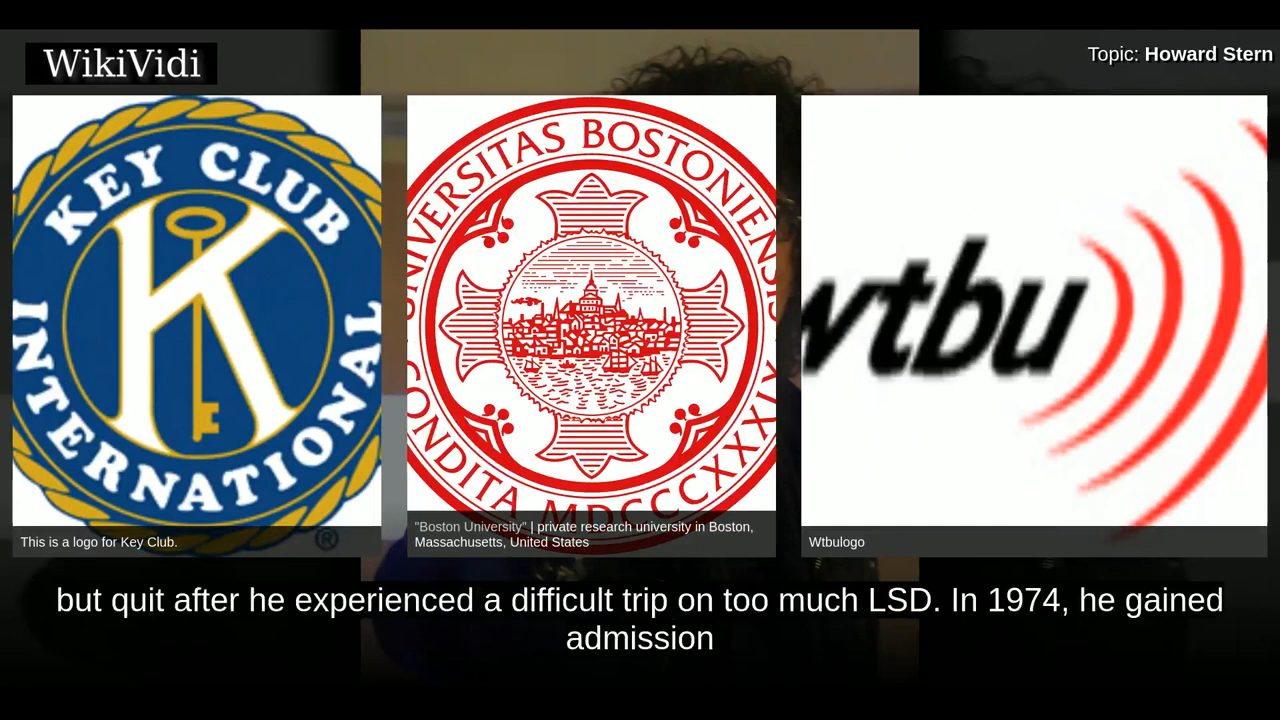 WikiVidi
Topic: Howard Stern
KEY CLUB
INTERNATIONAL
®
This is a logo for Key Club.
VERSITAS BOSTONIENS
CONDITA MDCCCXXXIX
"Boston University" | private research university in Boston,
Massachusetts, United States
wtbu
Wtbulogo
but quit after he experienced a difficult trip on too much LSD. In 1974, he gained
admission